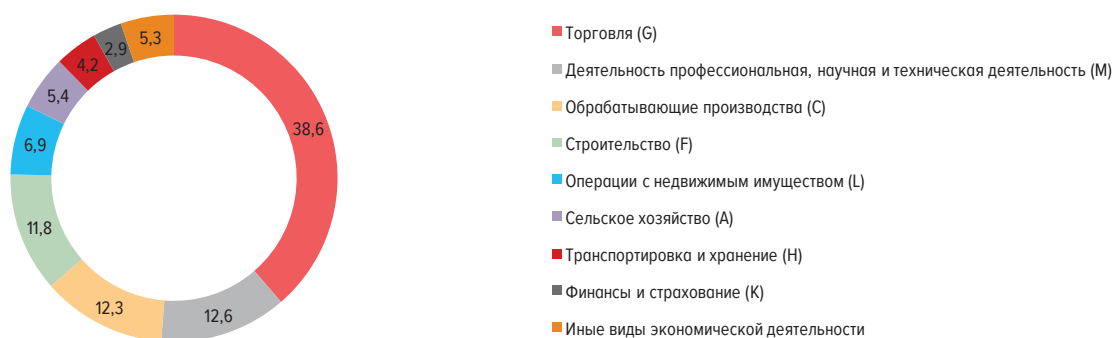 5,3
2,9
4,2
5,4
6,9
38,6
11,8
12,3
12,6
Торговля (G)
Деятельность профессиональная, научная и техническая деятельность (M)
Обрабатывающие производства (C)
Строительство (F)
Операции с недвижимым имуществом (L)
Сельское хозяйство (A)
Транспортировка и хранение (H)
Финансы и страхование (K)
Иные виды экономической деятельности